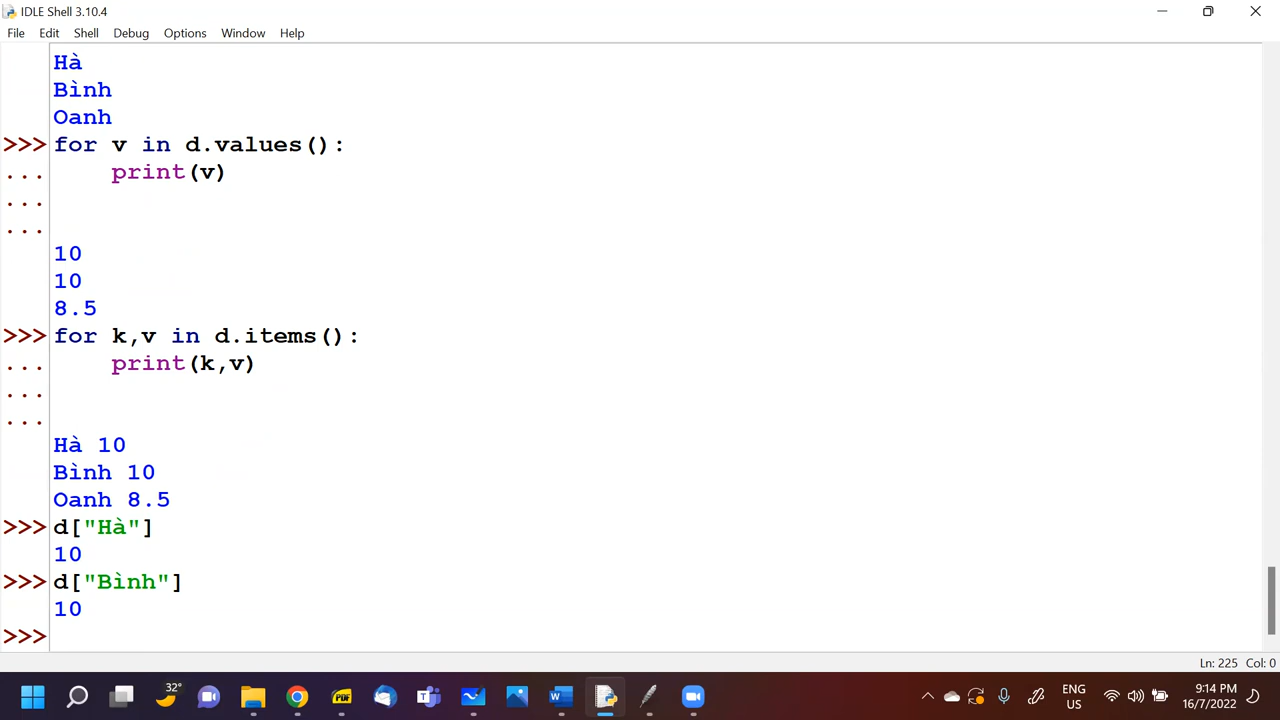 IDLE Shell 3.10.4
File Edit Shell Debug Options Window Help
Hà
Bình
Oanh
>>> for v in d.values():
... print(v)
...
...
10
10
8.5
>>> for k,v in d.items():
... print(k,v)
...
...
Hà 10
Bình 10
Oanh 8.5
>>> d["Hà"]
10
>>> d["Bình"]
10
>>>
Ln: 225 Col: 0
32°
PDF
ENG
US
9:14 PM
16/7/2022